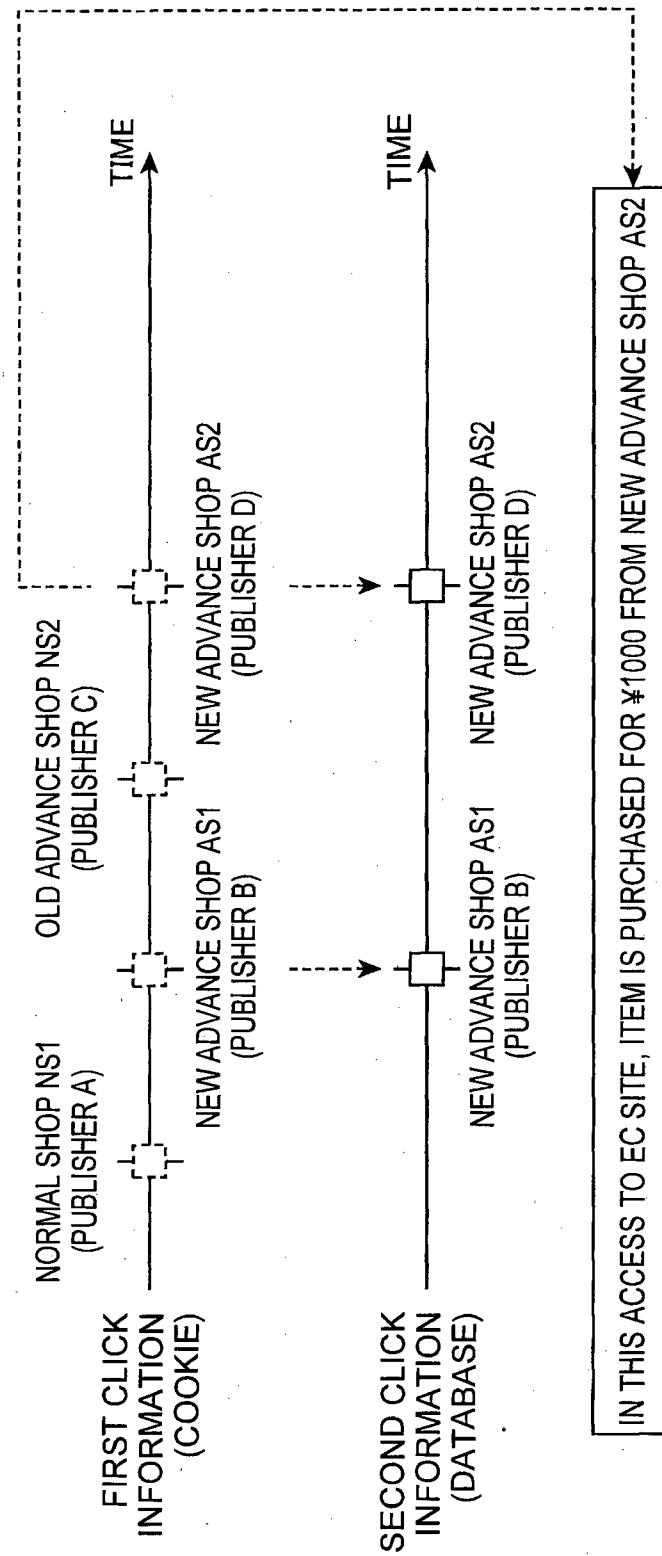 FIRST CLICK
INFORMATION
(COOKIE)
NORMAL SHOP NS1
(PUBLISHER A)
NEW ADVANCE SHOP AS1
(PUBLISHER B)
OLD ADVANCE SHOP NS2
(PUBLISHER C)
NEW ADVANCE SHOP AS2
(PUBLISHER D)
TIME
SECOND CLICK
INFORMATION
(DATABASE)
NEW ADVANCE SHOP AS1
(PUBLISHER B)
NEW ADVANCE SHOP AS2
(PUBLISHER D)
TIME
IN THIS ACCESS TO EC SITE, ITEM IS PURCHASED FOR ¥1000 FROM NEW ADVANCE SHOP AS2